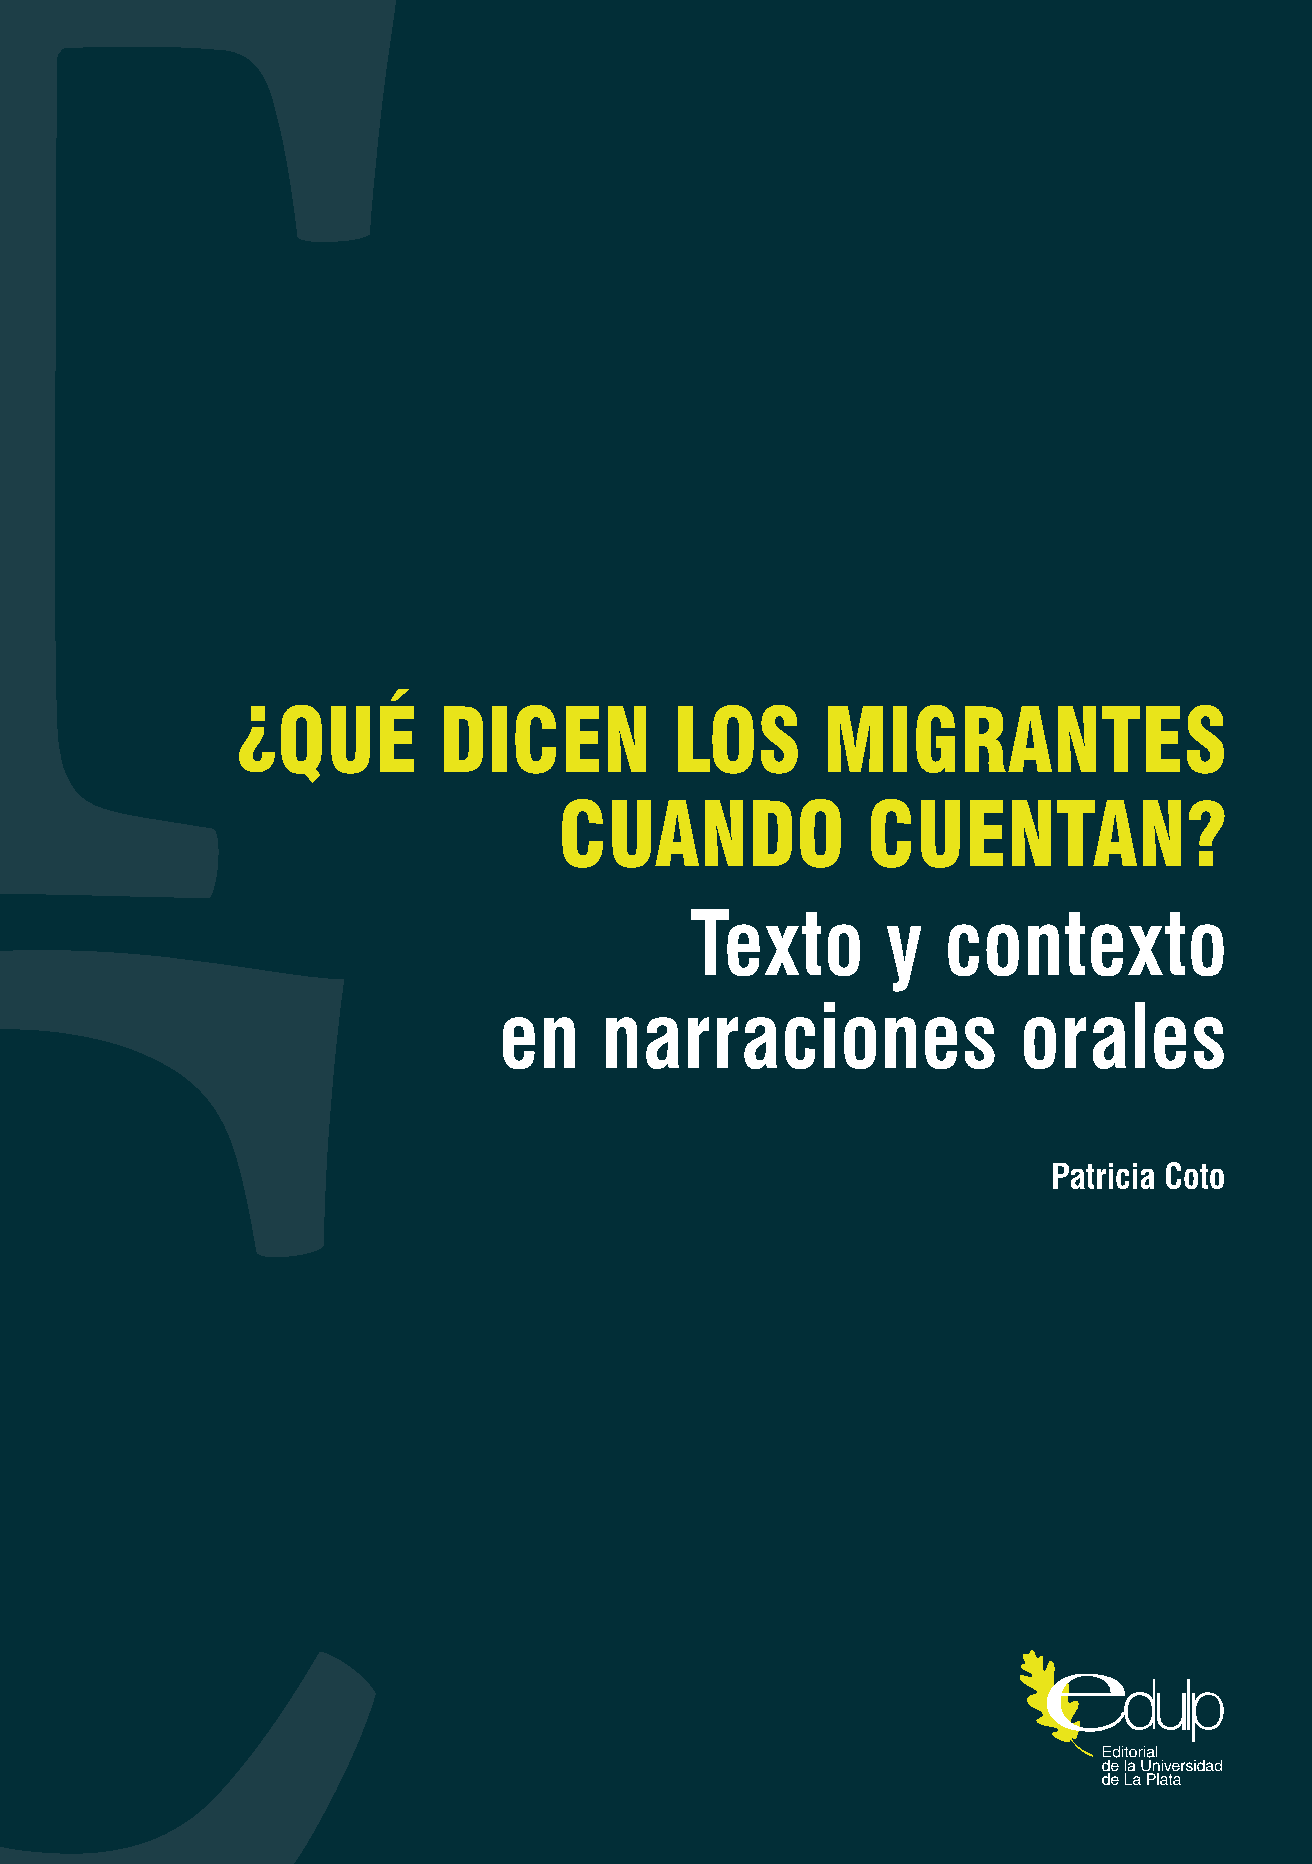 ¿QUÉ DICEN LOS MIGRANTES
CUANDO CUENTAN?
Texto y contexto
en narraciones orales
Patricia Coto
edulp
Editorial
de la Universidad
de La Plata